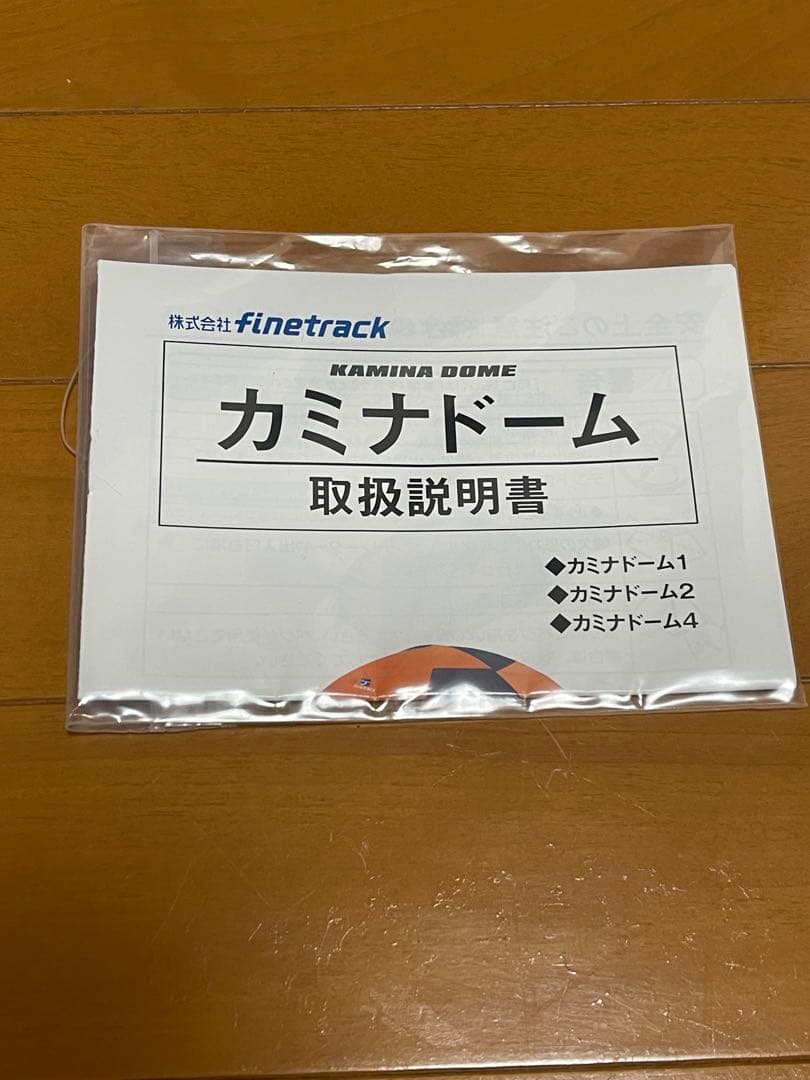 株式会社finetrack
KAMINA DOME
カミナドーム
取扱説明書
◆カミナドーム1
◆カミナドーム2
◆カミナドーム4